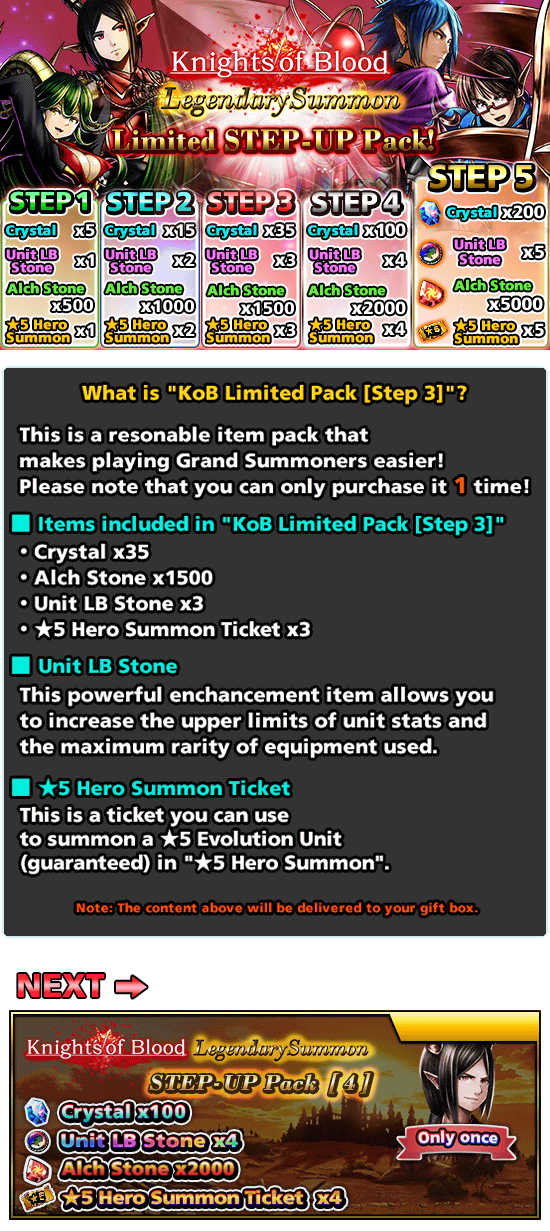 Knights of Blood
Legendary Summon
Limited STEP-UP Pack!
STEP 1
Crystal x5
Unit LB Stone x1
Alch Stone x500
★5 Hero Summon x1
STEP 2
Crystal x15
Unit LB Stone x2
Alch Stone x1000
★5 Hero Summon x2
STEP 3
Crystal x35
Unit LB Stone x3
Alch Stone x1500
★5 Hero Summon x3
STEP 4
Crystal x100
Unit LB Stone x4
Alch Stone x2000
★5 Hero Summon x4
STEP 5
Crystal x200
Unit LB Stone x5
Alch Stone x5000
★5 Hero Summon x5
What is "KoB Limited Pack [Step 3]"?
This is a resonable item pack that
makes playing Grand Summoners easier!
Please note that you can only purchase it 1 time!
■ Items included in "KoB Limited Pack [Step 3]"
• Crystal x35
• Alch Stone x1500
• Unit LB Stone x3
• ★5 Hero Summon Ticket x3
■ Unit LB Stone
This powerful enchancement item allows you
to increase the upper limits of unit stats and
the maximum rarity of equipment used.
■ ★5 Hero Summon Ticket
This is a ticket you can use
to summon a ★5 Evolution Unit
(guaranteed) in "★5 Hero Summon".
Note: The content above will be delivered to your gift box.
NEXT ➡
Knights of Blood Legendary Summon
STEP-UP Pack [4]
Crystal x100
Unit LB Stone x4
Alch Stone x2000
★5 Hero Summon Ticket x4
Only once